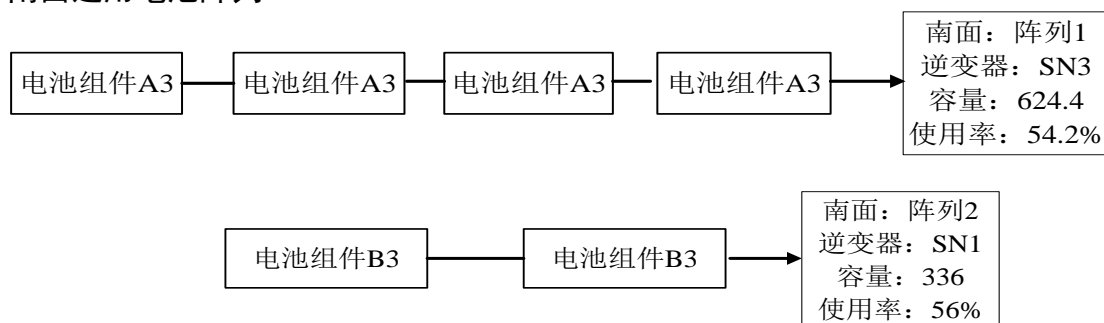 电池组件A3
电池组件A3
电池组件A3
电池组件A3
南面：阵列1
逆变器：SN3
容量：624.4
使用率：54.2%
电池组件B3
电池组件B3
南面：阵列2
逆变器：SN1
容量：336
使用率：56%